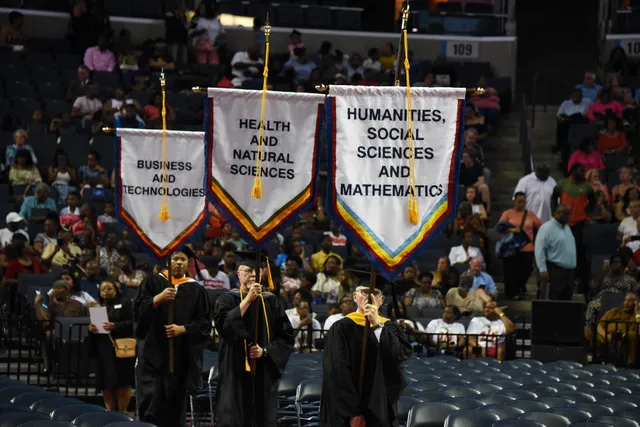 109
BUSINESS
AND
TECHNOLOGIES
HEALTH
AND
NATURAL
SCIENCES
HUMANITIES,
SOCIAL
SCIENCES
AND
MATHEMATICS